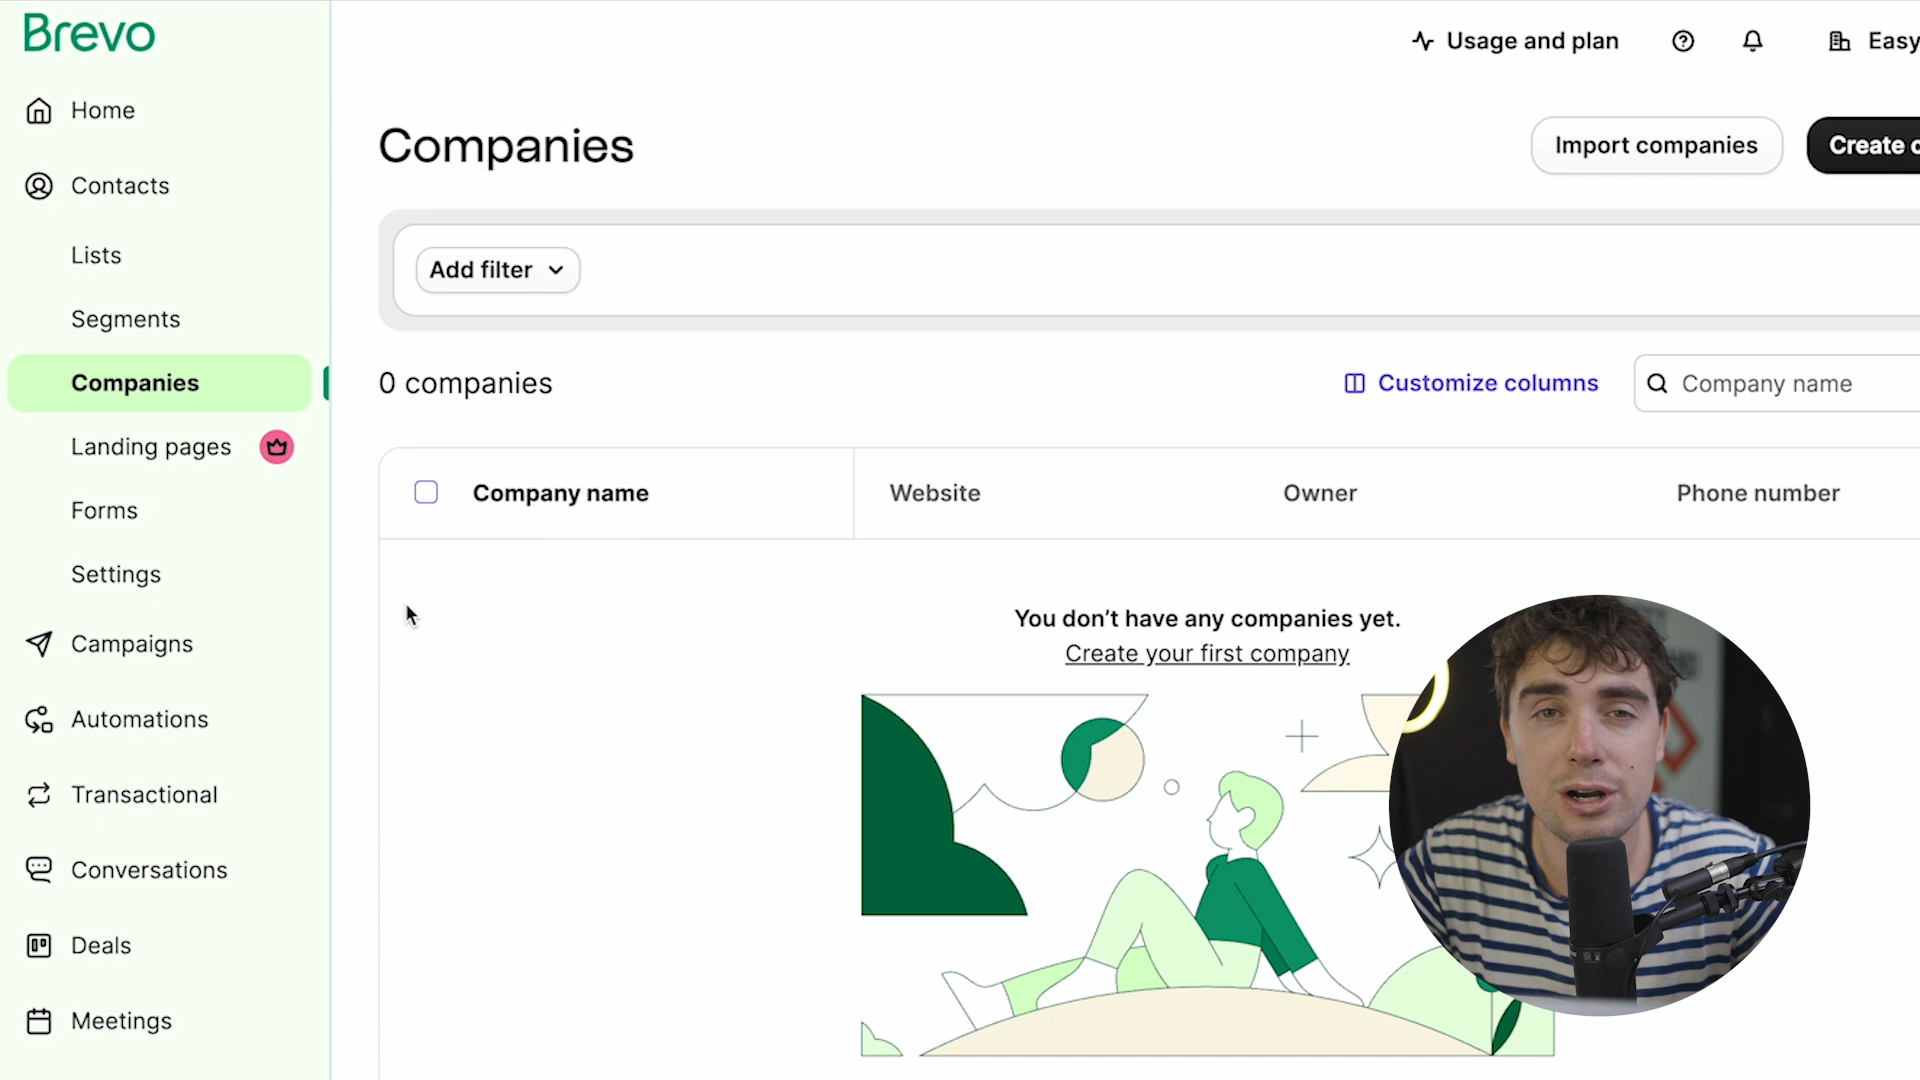 Brevo
Home
Contacts
Lists
Segments
Companies
Landing pages
Forms
Settings
Campaigns
Automations
Transactional
Conversations
Deals
Meetings
Usage and plan
Easy
Companies
Import companies
Create c
Add filter
0 companies
Customize columns
Company name
Company name
Website
Owner
Phone number
You don’t have any companies yet.
Create your first company